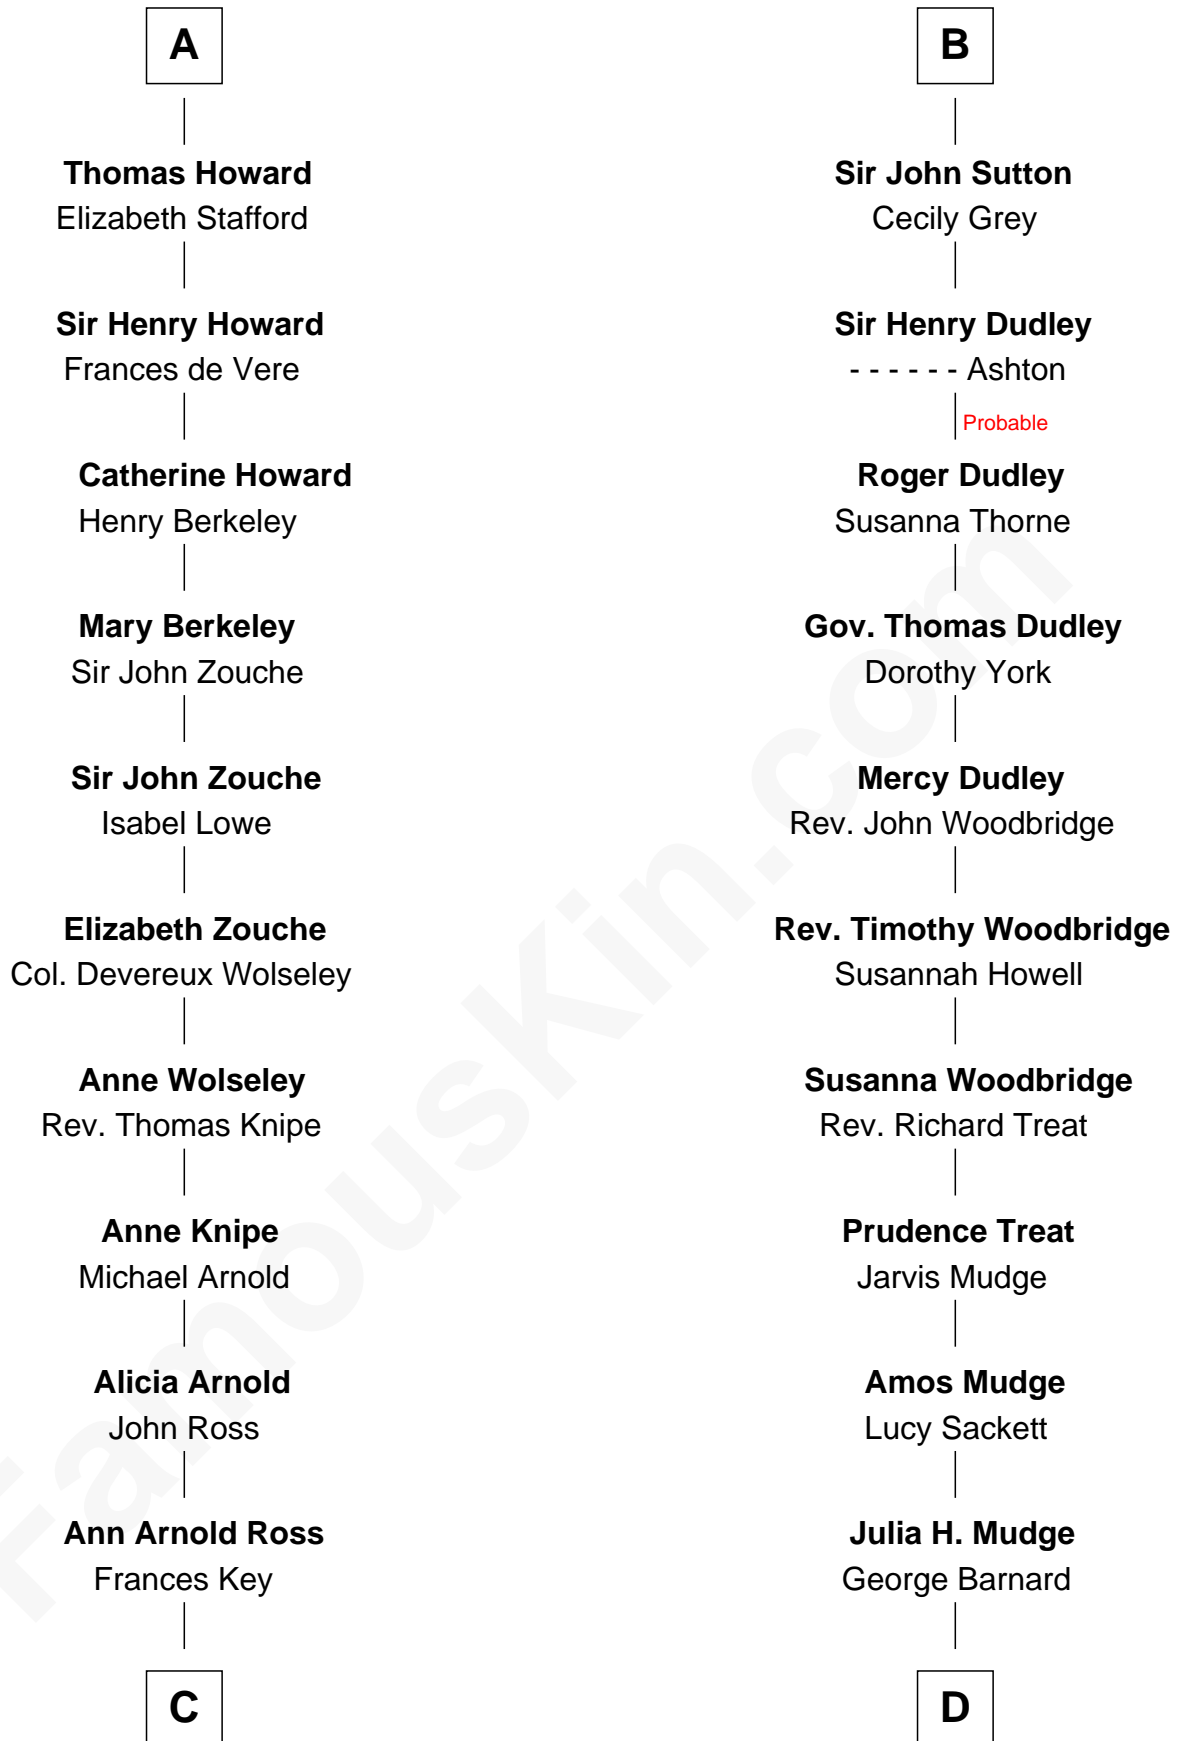 A
Thomas Howard
Elizabeth Stafford
Sir Henry Howard
Frances de Vere
Catherine Howard
Henry Berkeley
Mary Berkeley
Sir John Zouche
Sir John Zouche
Isabel Lowe
Elizabeth Zouche
Col. Devereux Wolseley
Anne Wolseley
Rev. Thomas Knipe
Anne Knipe
Michael Arnold
Alicia Arnold
John Ross
Ann Arnold Ross
Frances Key
C
B
Sir John Sutton
Cecily Grey
Sir Henry Dudley
- - - - - - Ashton
Probable
Roger Dudley
Susanna Thorne
Gov. Thomas Dudley
Dorothy York
Mercy Dudley
Rev. John Woodbridge
Rev. Timothy Woodbridge
Susannah Howell
Susanna Woodbridge
Rev. Richard Treat
Prudence Treat
Jarvis Mudge
Amos Mudge
Lucy Sackett
Julia H. Mudge
George Barnard
D
FamousKin.com